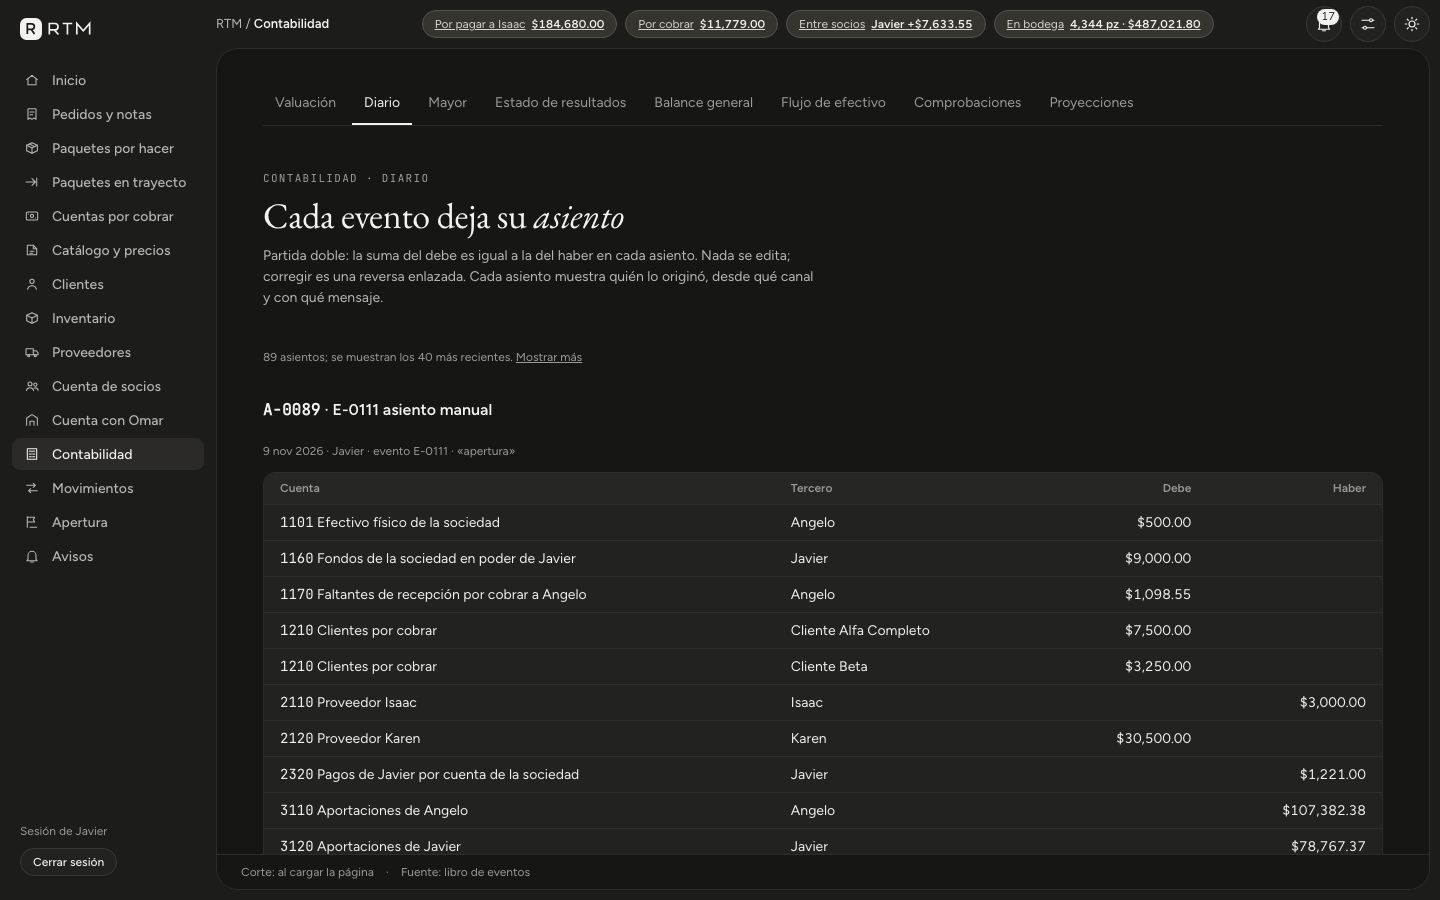 R RTM
RTM / Contabilidad
Por pagar a Isaac $184,680.00
Por cobrar $11,779.00
Entre socios Javier +$7,633.55
En bodega 4,344 pz · $487,021.80
17
Inicio
Pedidos y notas
Paquetes por hacer
Paquetes en trayecto
Cuentas por cobrar
Catálogo y precios
Clientes
Inventario
Proveedores
Cuenta de socios
Cuenta con Omar
Contabilidad
Movimientos
Apertura
Avisos
Sesión de Javier
Cerrar sesión
Valuación Diario Mayor Estado de resultados Balance general Flujo de efectivo Comprobaciones Proyecciones
CONTABILIDAD · DIARIO
Cada evento deja su asiento
Partida doble: la suma del debe es igual a la del haber en cada asiento. Nada se edita;
corregir es una reversa enlazada. Cada asiento muestra quién lo originó, desde qué canal
y con qué mensaje.
89 asientos; se muestran los 40 más recientes. Mostrar más
A-0089 · E-0111 asiento manual
9 nov 2026 · Javier · evento E-0111 · «apertura»
Cuenta Tercero Debe Haber
1101 Efectivo físico de la sociedad Angelo $500.00
1160 Fondos de la sociedad en poder de Javier Javier $9,000.00
1170 Faltantes de recepción por cobrar a Angelo Angelo $1,098.55
1210 Clientes por cobrar Cliente Alfa Completo $7,500.00
1210 Clientes por cobrar Cliente Beta $3,250.00
2110 Proveedor Isaac Isaac $3,000.00
2120 Proveedor Karen Karen $30,500.00
2320 Pagos de Javier por cuenta de la sociedad Javier $1,221.00
3110 Aportaciones de Angelo Angelo $107,382.38
3120 Aportaciones de Javier Javier $78,767.37
Corte: al cargar la página · Fuente: libro de eventos